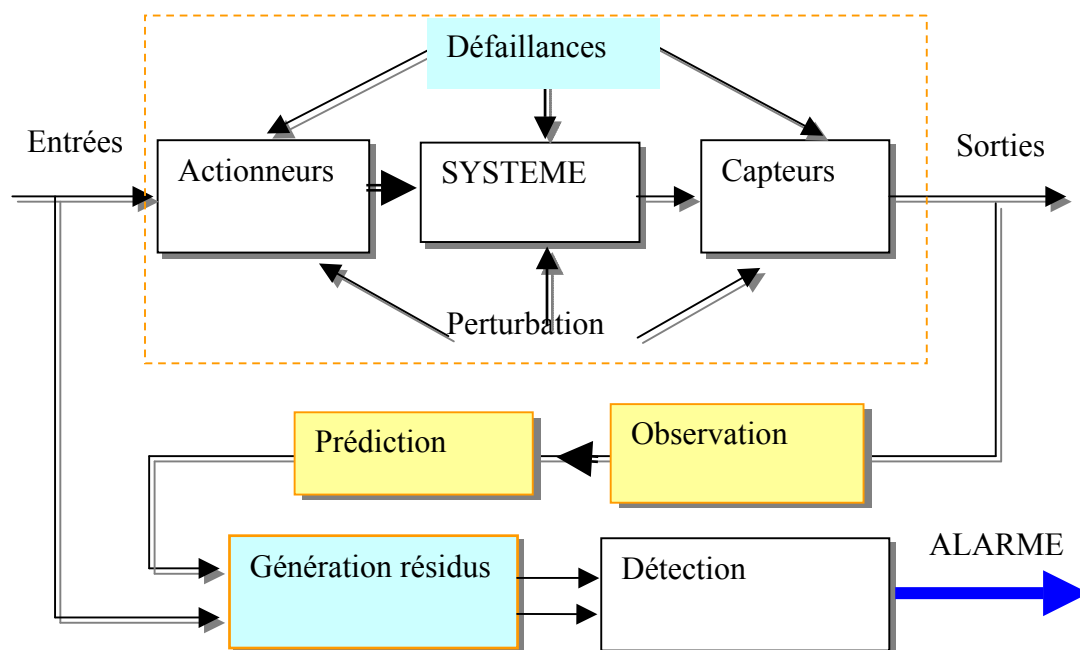 Défaillances
Entrées
Actionneurs
SYSTEME
Capteurs
Sorties
Perturbation
Prédiction
Observation
Génération résidus
Détection
ALARME